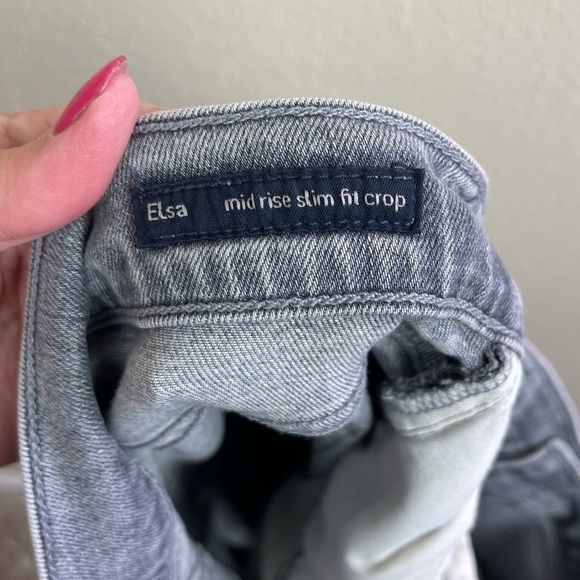 Elsa mid rise slim fit crop